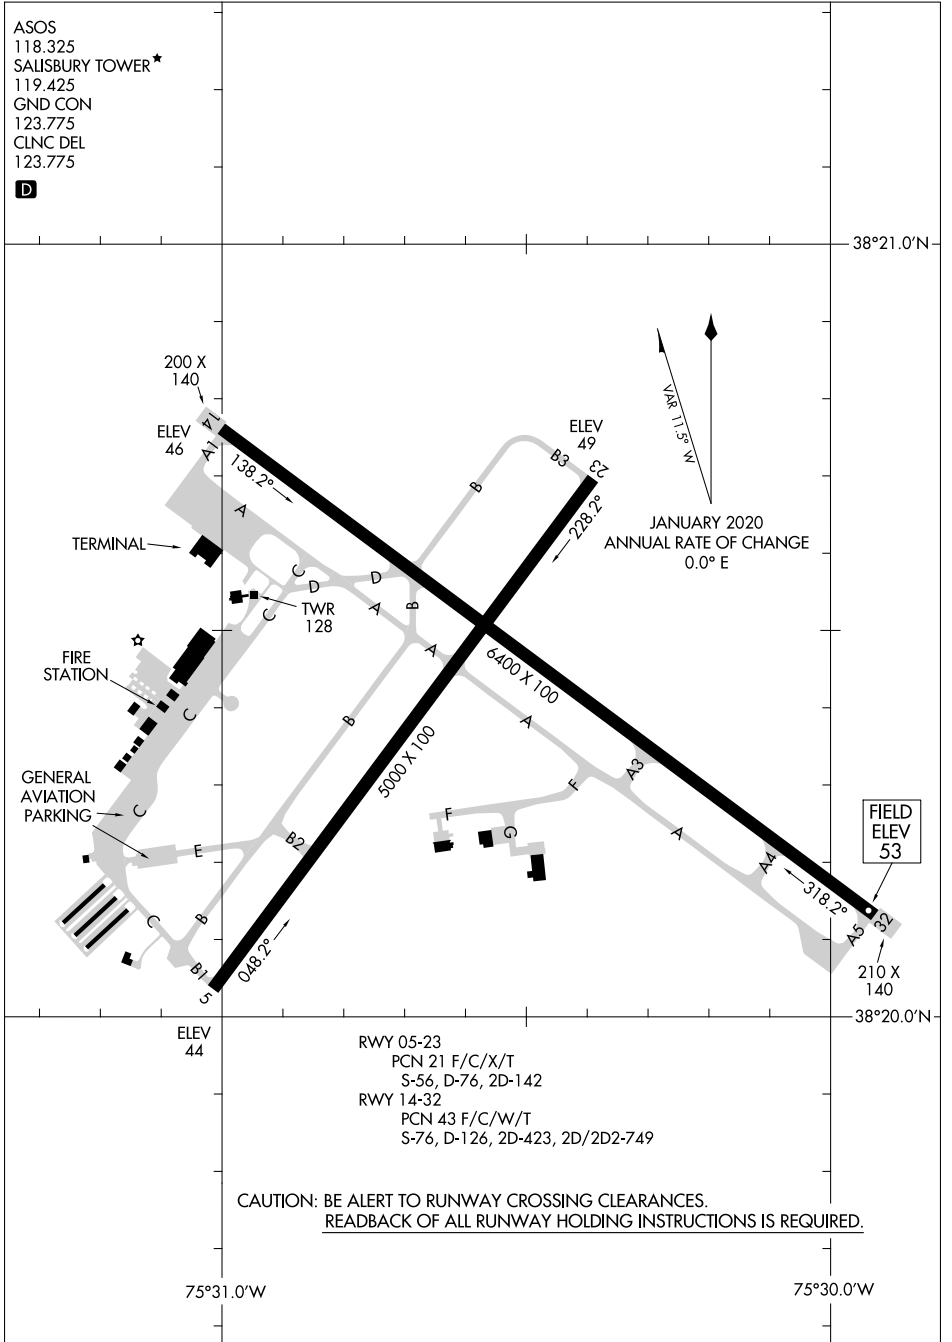 ASOS
118.325
SALISBURY TOWER★
119.425
GND CON
123.775
CLNC DEL
123.775
D
38°21.0'N
200 X
140
14
ELEV
46
A1
138.2°
A
ELEV
49
B3
23
B
228.2°
VAR 11.5° W
JANUARY 2020
ANNUAL RATE OF CHANGE
0.0° E
TERMINAL
C
D
D
A
B
C
TWR
128
A
6400 X 100
FIRE
STATION
C
B
A
5000 X 100
A3
GENERAL
AVIATION
PARKING
C
F
F
G
A
E
B2
A4
FIELD
ELEV
53
318.2°
C
B
A5
32
B1
048.2°
5
210 X
140
38°20.0'N
ELEV
44
RWY 05-23
PCN 21 F/C/X/T
S-56, D-76, 2D-142
RWY 14-32
PCN 43 F/C/W/T
S-76, D-126, 2D-423, 2D/2D2-749
CAUTION: BE ALERT TO RUNWAY CROSSING CLEARANCES.
READBACK OF ALL RUNWAY HOLDING INSTRUCTIONS IS REQUIRED.
75°31.0'W
75°30.0'W